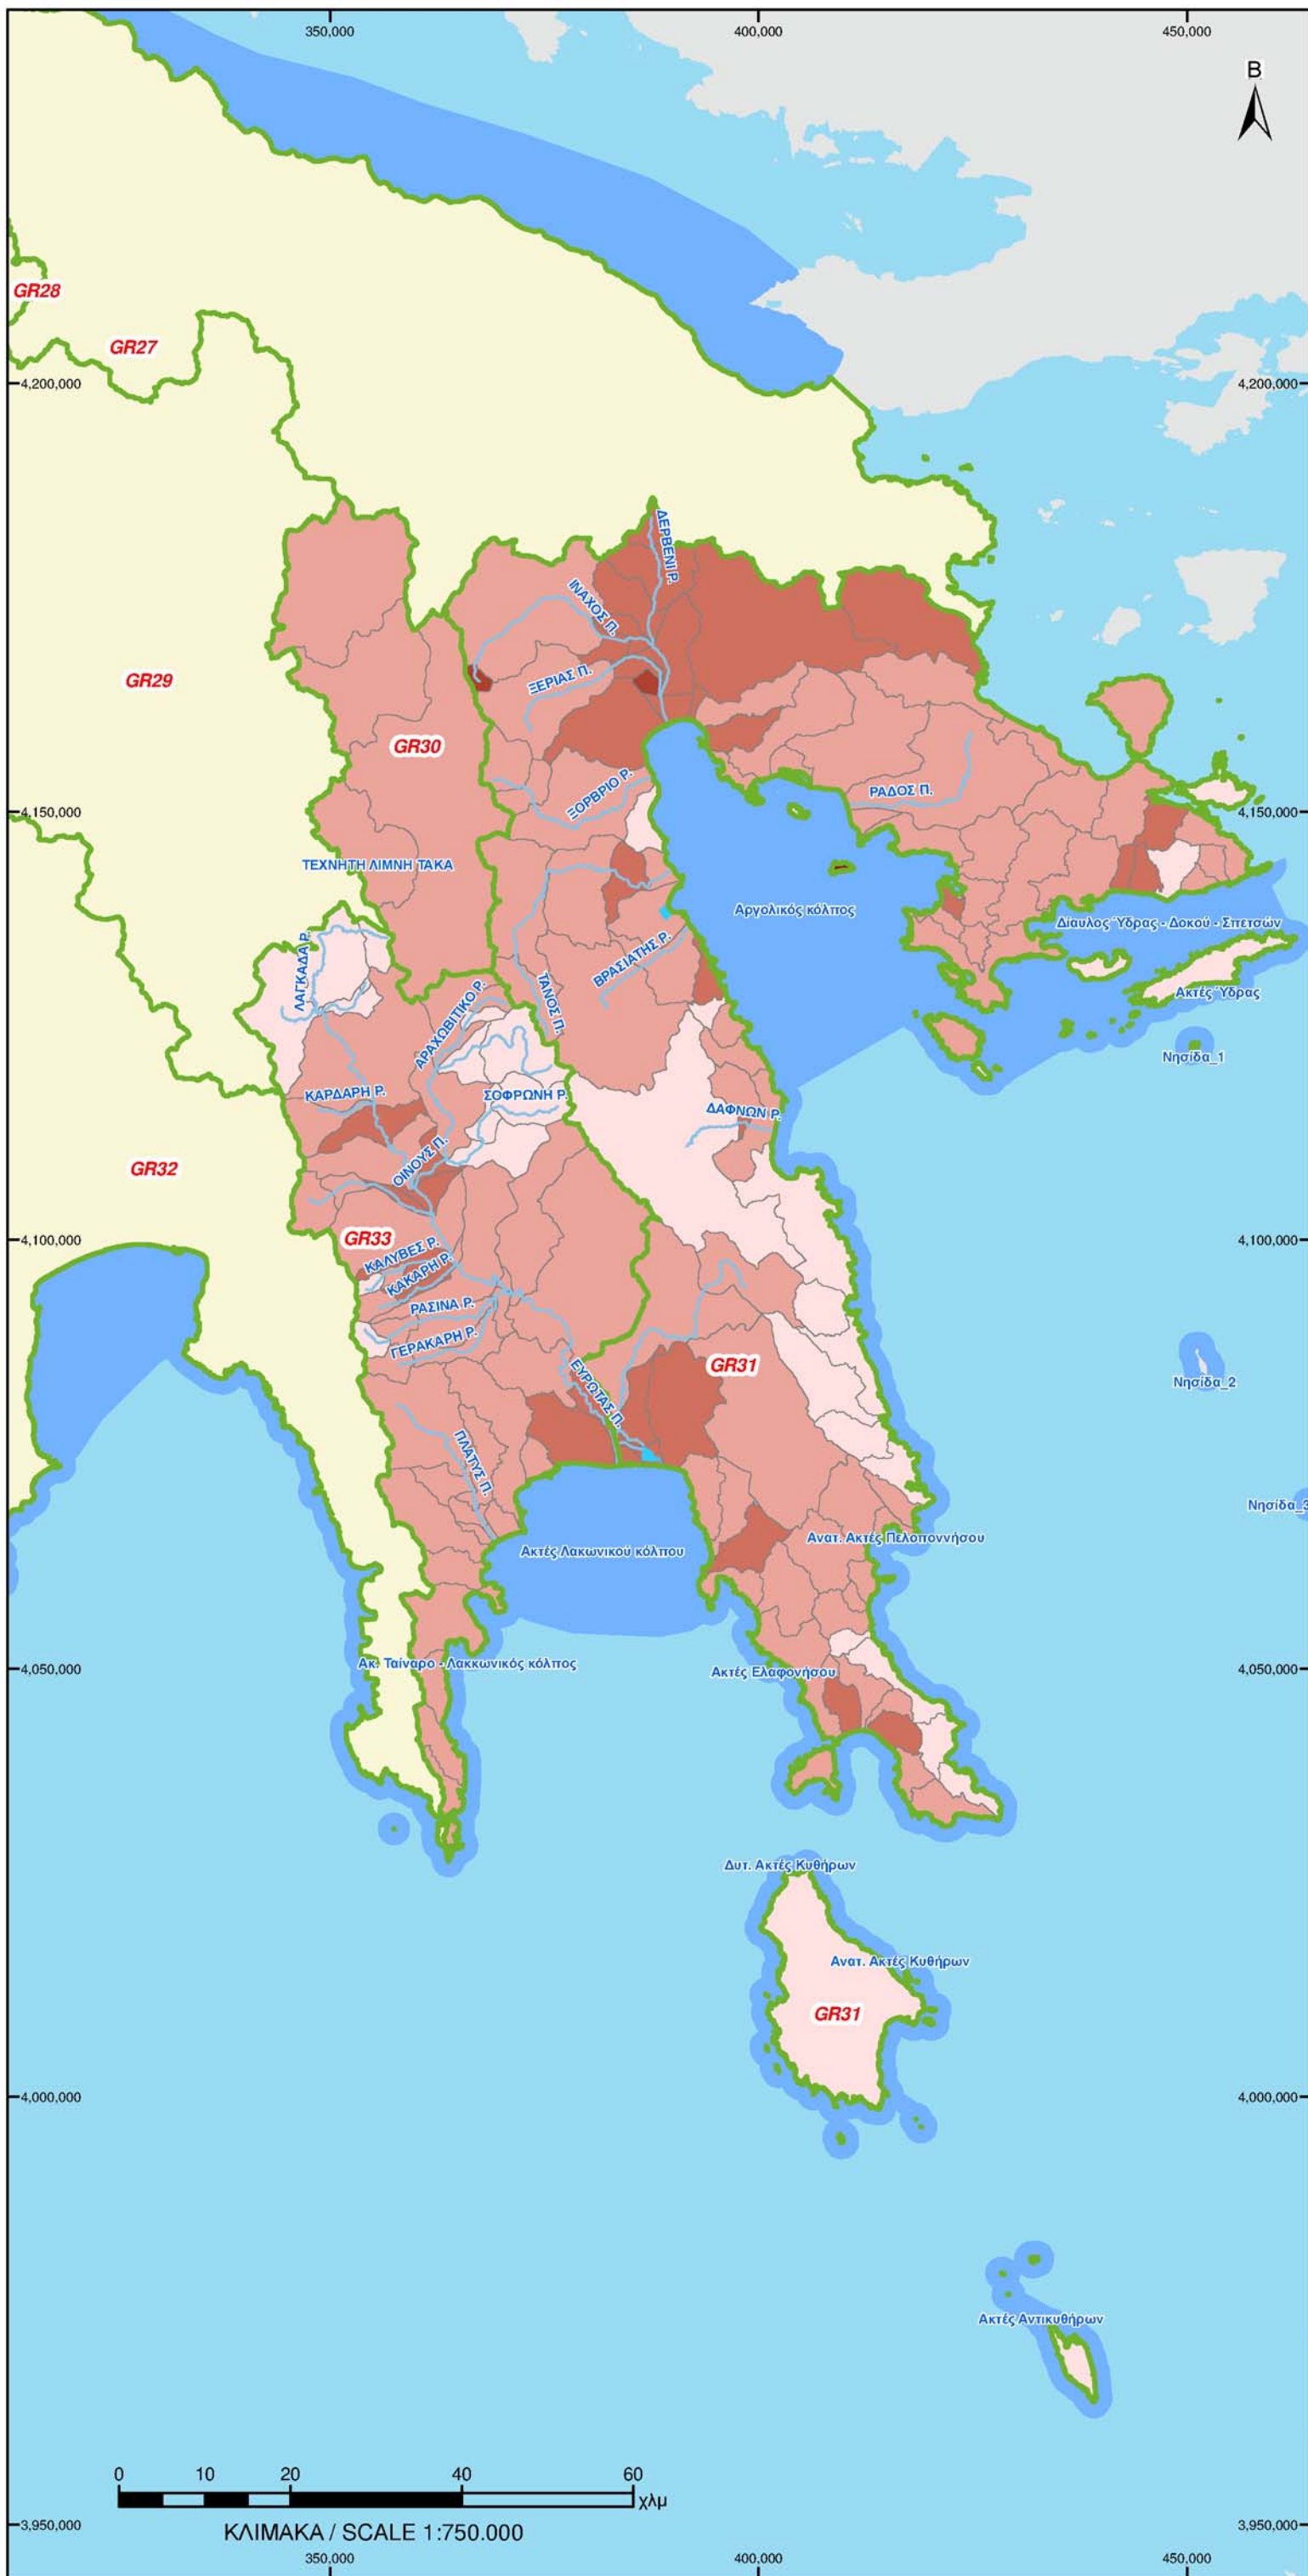 350,000
400,000
450,000
Β
GR28
GR27
4,200,000
4,200,000
ΔΕΡΒΕΝΙ Ρ.
ΙΝΑΧΟΣ Π.
ΞΕΡΙΑΣ Π.
GR29
GR30
ΞΟΡΒΡΙΟ Ρ.
ΡΑΔΟΣ Π.
4,150,000
4,150,000
ΤΕΧΝΗΤΗ ΛΙΜΝΗ ΤΑΚΑ
Αργολικός κόλπος
Δίαυλος Ύδρας - Δοκού - Σπετσών
ΛΑΓΚΑΔΑ Ρ.
ΒΡΑΣΙΑΤΗΣ Ρ.
ΤΑΝΟΣ Π.
Ακτές Ύδρας
ΑΡΑΧΩΒΙΤΙΚΟ Ρ.
Νησίδα_1
ΚΑΡΔΑΡΗ Ρ.
ΣΟΦΡΩΝΗ Ρ.
ΔΑΦΝΩΝ Ρ.
GR32
ΟΙΝΟΥΣ Π.
4,100,000
GR33
4,100,000
ΚΑΛΥΒΕΣ Ρ.
ΚΑΚΑΡΗ Ρ.
ΡΑΣΙΝΑ Ρ.
ΓΕΡΑΚΑΡΗ Ρ.
GR31
ΕΥΡΩΤΑΣ Π.
Νησίδα_2
ΠΛΑΤΥΣ Π.
Νησίδα_3
Ανατ. Ακτές Πελοποννήσου
Ακτές Λακωνικού κόλπου
Ακ. Ταίναρο - Λακκωνικός κόλπος
4,050,000
Ακτές Ελαφονήσου
4,050,000
Δυτ. Ακτές Κυθήρων
Ανατ. Ακτές Κυθήρων
GR31
4,000,000
4,000,000
Ακτές Αντικυθήρων
0 10 20 40 60
χλμ
ΚΛΙΜΑΚΑ / SCALE 1:750.000
3,950,000
3,950,000
350,000
400,000
450,000